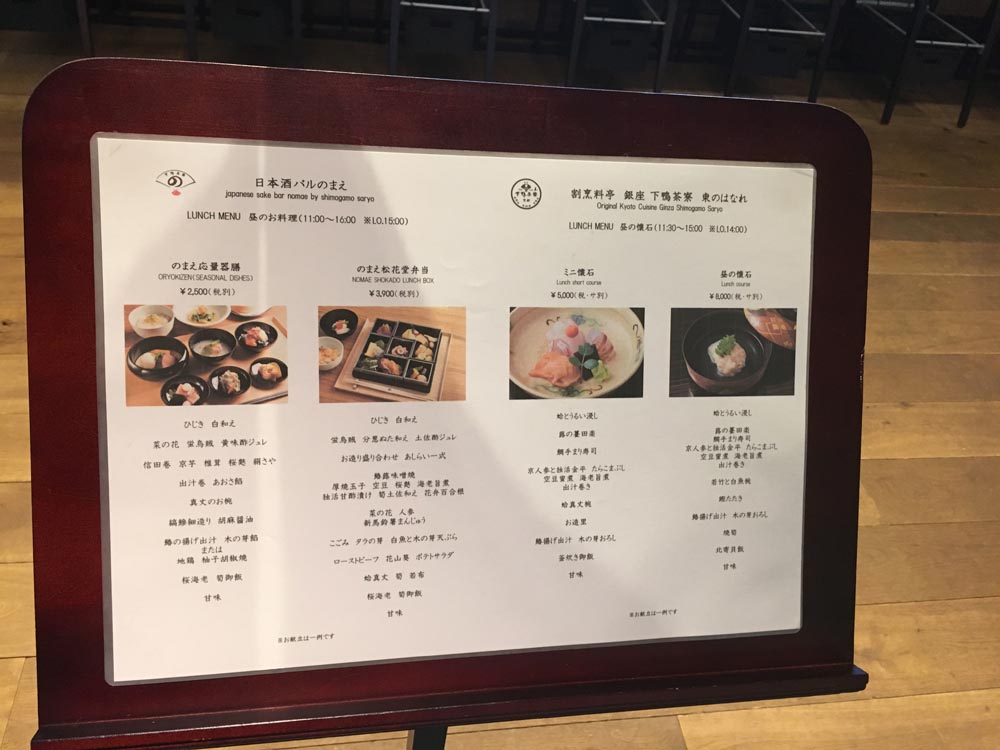 日本酒バルのまえ
japanese sake bar nomae by shimogamo saryo
LUNCH MENU 昼のお料理(11:00～16:00 ※LO.15:00)
のまえ応量器膳
ORYOKIZEN(SEASONAL DISHES)
¥2,500(税別)
ひじき 白和え
菜の花 蛍烏賊 黄味酢ジュレ
信田巻 京芋 椎茸 桜麩 絹さや
出汁巻 あおさ餡
真丈のお椀
縞鯵細造り 胡麻醤油
鰆の揚げ出汁 木の芽餡
または
地鶏 柚子胡椒焼
桜海老 筍御飯
甘味
のまえ松花堂弁当
NOMAE SHOKADO LUNCH BOX
¥3,900(税別)
ひじき 白和え
蛍烏賊 分葱ぬた和え 土佐酢ジュレ
お造り盛り合わせ あしらい一式
鰆蕗味噌焼
厚焼玉子 空豆 桜麩 海老旨煮
独活甘酢漬け 筍土佐和え 花弁百合根
菜の花 人参
新馬鈴薯まんじゅう
こごみ タラの芽 白魚と木の芽天ぷら
ローストビーフ 花山葵 ポテトサラダ
蛤真丈 筍 若布
桜海老 筍御飯
甘味
※お献立は一例です
割烹料亭 銀座 下鴨茶寮 東のはなれ
Original Kyoto Cuisine Ginza Shimogamo Saryo
LUNCH MENU 昼の懐石(11:30～15:00 ※LO.14:00)
ミニ懐石
Lunch short course
¥5,000(税・サ別)
蛤とうるい浸し
蕗の薹田楽
鯛手まり寿司
京人参と独活金平 たらこまぶし
空豆蜜煮 海老旨煮
出汁巻き
蛤真丈椀
お造里
鰆揚げ出汁 木の芽おろし
釜炊き御飯
甘味
昼の懐石
Lunch course
¥8,000(税・サ別)
蛤とうるい浸し
蕗の薹田楽
鯛手まり寿司
京人参と独活金平 たらこまぶし
空豆蜜煮 海老旨煮
出汁巻き
若竹と白魚椀
鰹たたき
鰆揚げ出汁 木の芽おろし
焼筍
北寄貝飯
甘味
※お献立は一例です